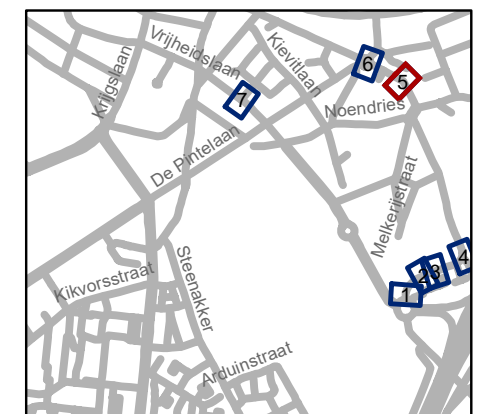 Vrijheidslaan
Kievitlaan
Krijgslaan
6
5
7
Noendries
De Pintelaan
Melkerijstraat
Steenakker
Kikvorsstraat
4
2
3
1
Arduinstraat